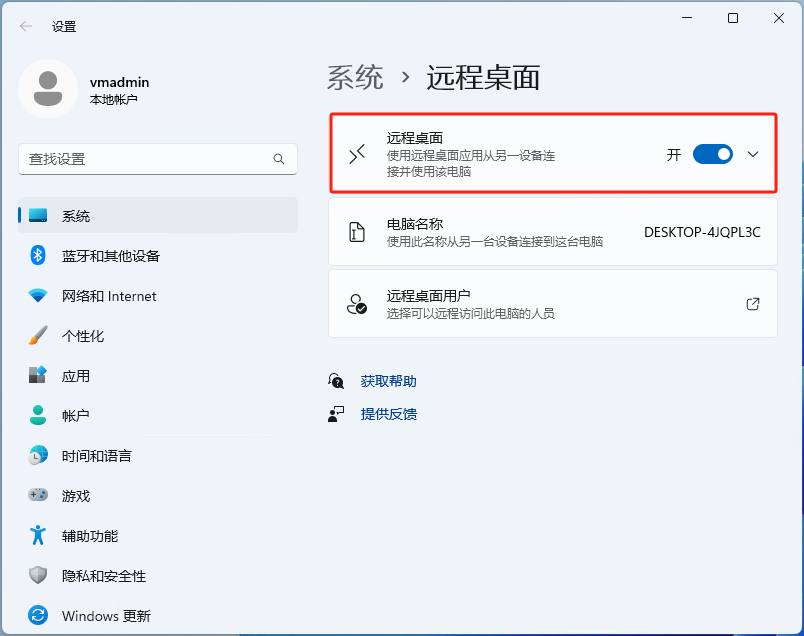 设置
vmadmin
本地帐户
查找设置
系统
蓝牙和其他设备
网络和 Internet
个性化
应用
帐户
时间和语言
游戏
辅助功能
隐私和安全性
Windows 更新
系统 › 远程桌面
远程桌面
使用远程桌面应用从另一设备连
接并使用该电脑
开
电脑名称
使用此名称从另一台设备连接到这台电脑
DESKTOP-4JQPL3C
远程桌面用户
选择可以远程访问此电脑的人员
获取帮助
提供反馈